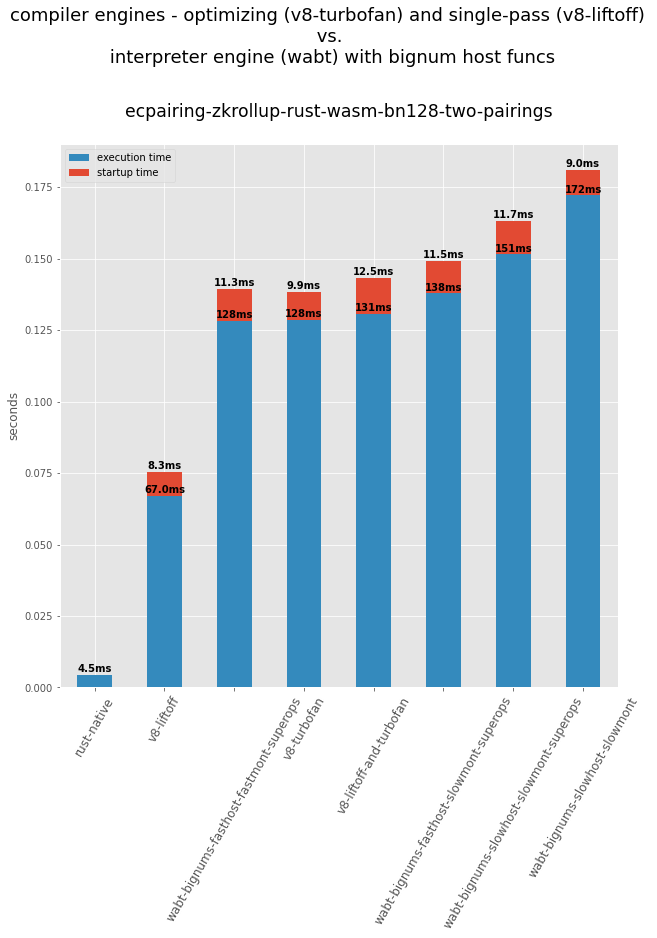 compiler engines - optimizing (v8-turbofan) and single-pass (v8-liftoff)
vs.
interpreter engine (wabt) with bignum host funcs
ecpairing-zkrollup-rust-wasm-bn128-two-pairings
execution time
startup time
seconds
0.175
0.150
0.125
0.100
0.075
0.050
0.025
0.000
4.5ms
8.3ms
67.0ms
11.3ms
128ms
9.9ms
128ms
12.5ms
131ms
11.5ms
138ms
11.7ms
151ms
9.0ms
172ms
rust-native
v8-liftoff
wabt-bignums-fasthost-fastmont-superops
v8-turbofan
v8-liftoff-and-turbofan
wabt-bignums-fasthost-slowmont-superops
wabt-bignums-slowhost-slowmont-superops
wabt-bignums-slowhost-slowmont